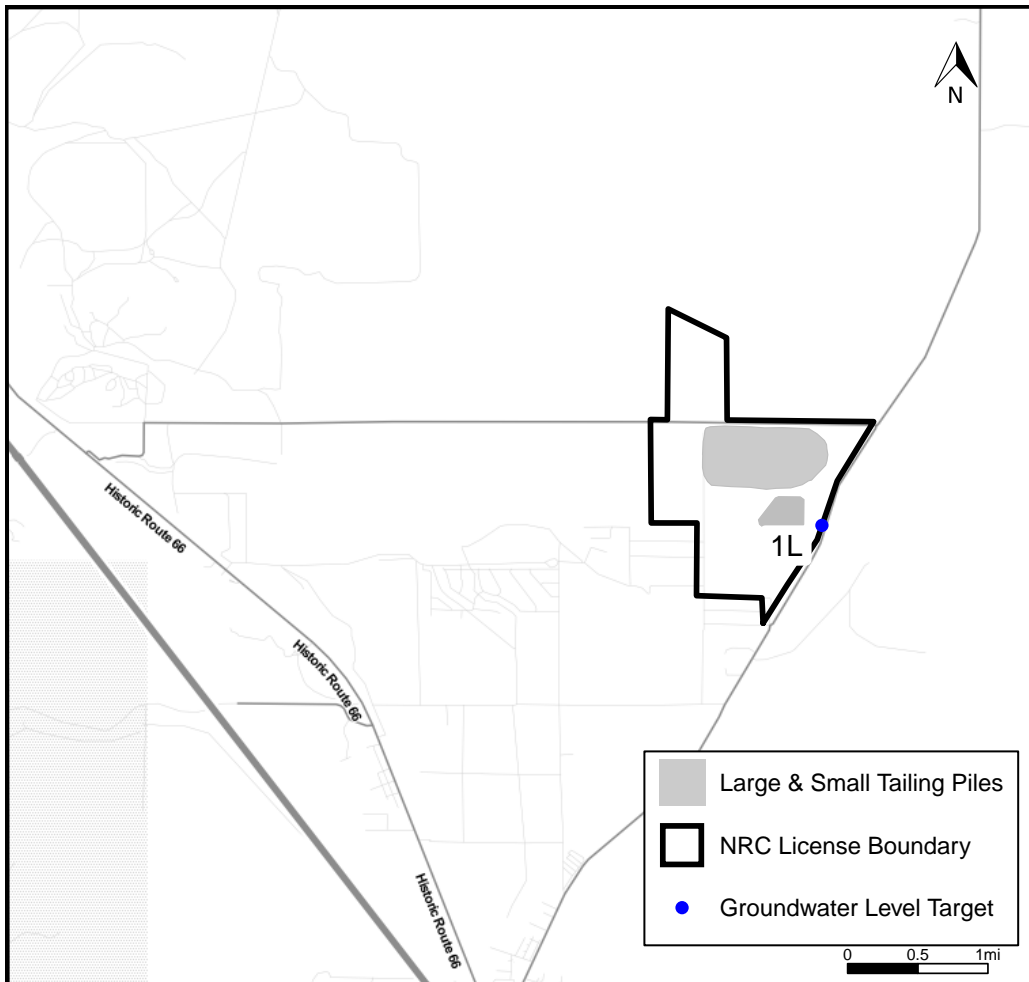 N
Historic Route 66
1L
Historic Route 66
Large & Small Tailing Piles
NRC License Boundary
Groundwater Level Target
Historic Route 66
0 0.5 1mi